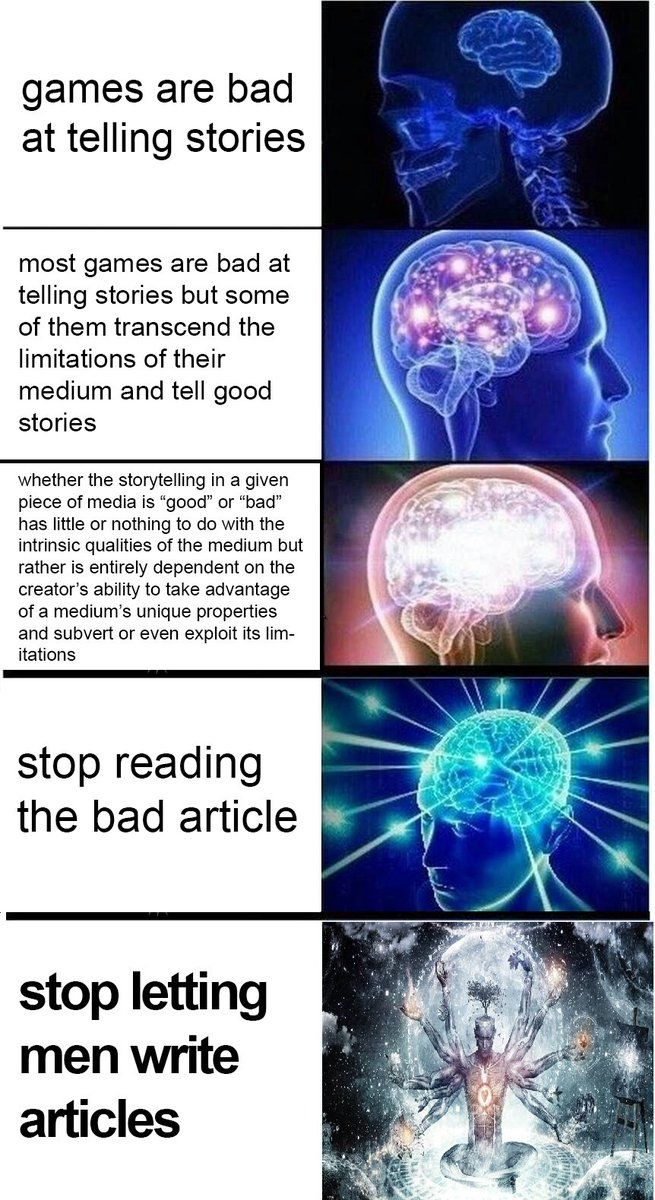 games are bad
at telling stories
most games are bad at
telling stories but some
of them transcend the
limitations of their
medium and tell good
stories
whether the storytelling in a given
piece of media is “good” or “bad”
has little or nothing to do with the
intrinsic qualities of the medium but
rather is entirely dependent on the
creator’s ability to take advantage
of a medium’s unique properties
and subvert or even exploit its lim-
itations
stop reading
the bad article
stop letting
men write
articles